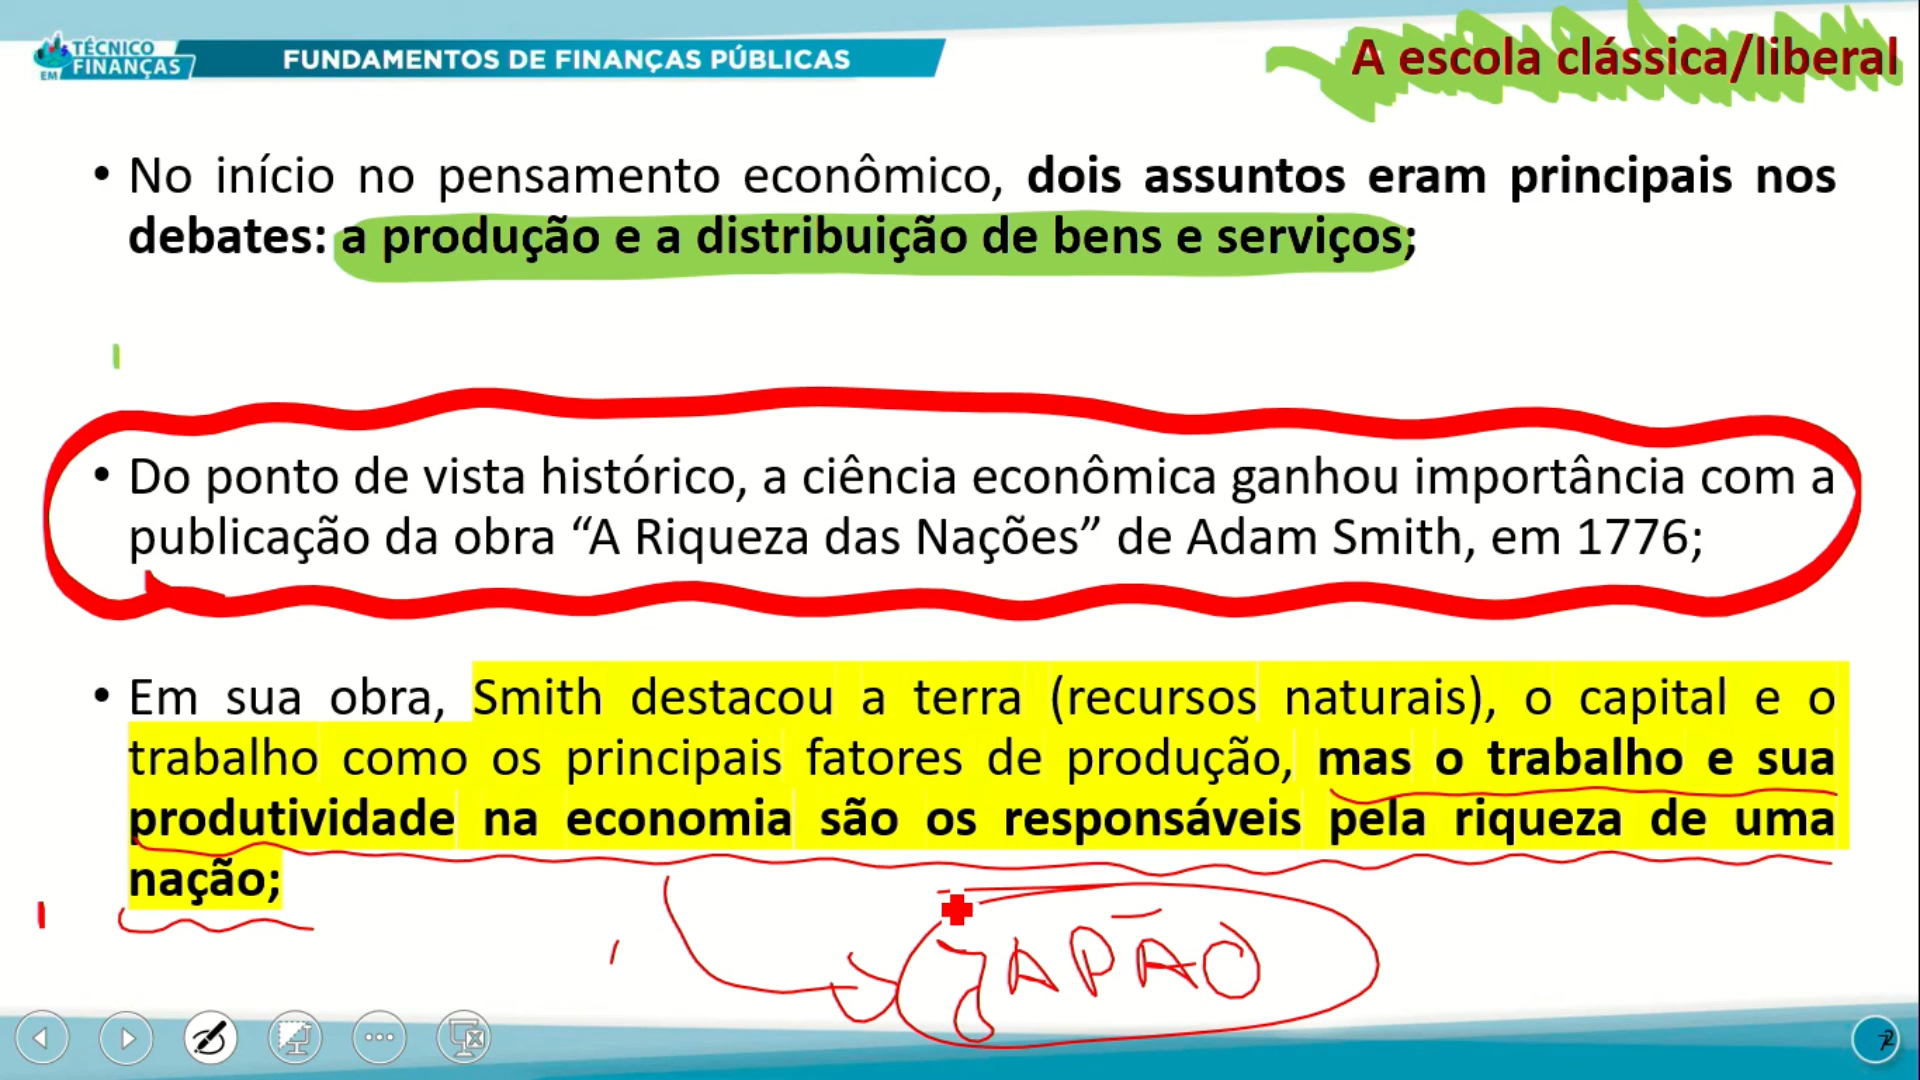 TÉCNICO
EM FINANÇAS
FUNDAMENTOS DE FINANÇAS PÚBLICAS
A escola clássica/liberal
• No início no pensamento econômico, dois assuntos eram principais nos
debates: a produção e a distribuição de bens e serviços;
• Do ponto de vista histórico, a ciência econômica ganhou importância com a
publicação da obra “A Riqueza das Nações” de Adam Smith, em 1776;
• Em sua obra, Smith destacou a terra (recursos naturais), o capital e o
trabalho como os principais fatores de produção, mas o trabalho e sua
produtividade na economia são os responsáveis pela riqueza de uma
nação;
JAPÃO